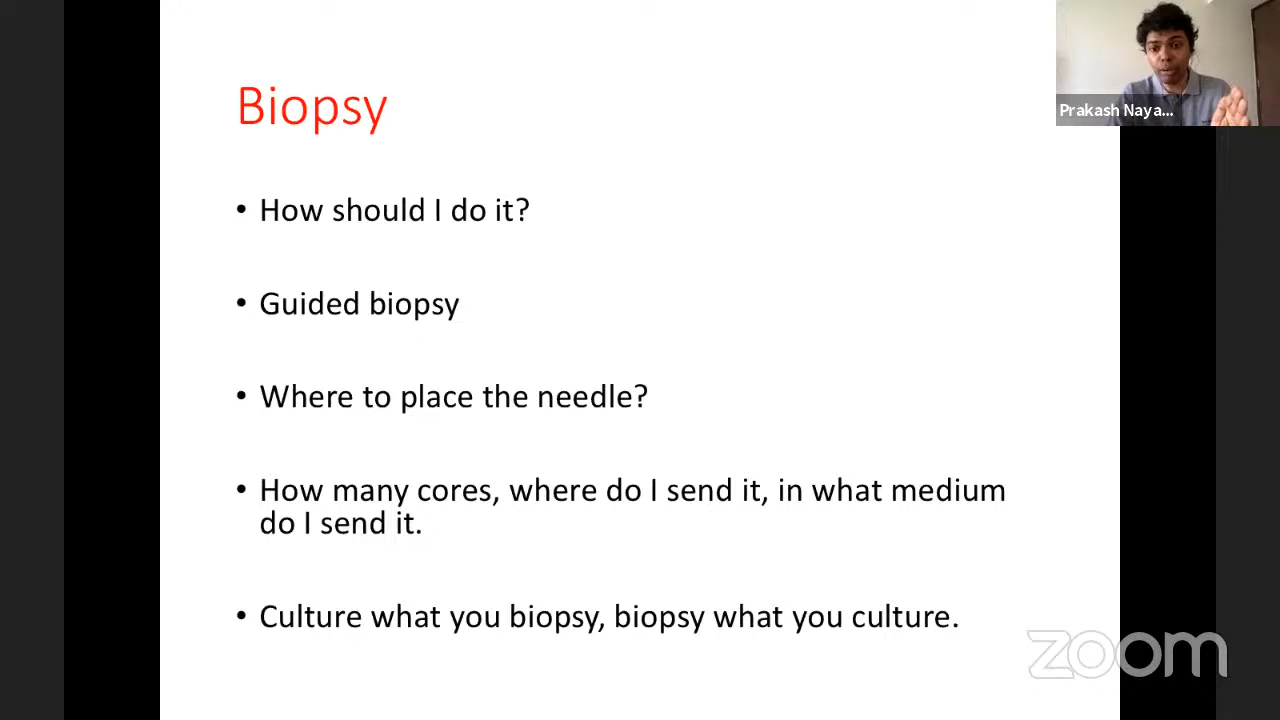 Biopsy
Prakash Naya...
• How should I do it?
• Guided biopsy
• Where to place the needle?
• How many cores, where do I send it, in what medium
do I send it.
• Culture what you biopsy, biopsy what you culture.
zoom